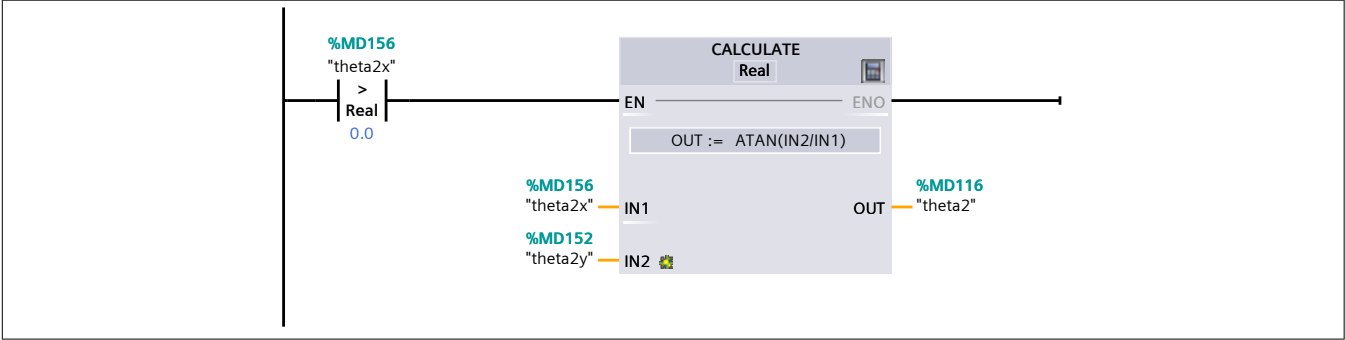 %MD156
"theta2x"
>
Real
0.0
CALCULATE
Real
EN
ENO
OUT := ATAN(IN2/IN1)
%MD156
"theta2x"
IN1
OUT
%MD116
"theta2"
%MD152
"theta2y"
IN2